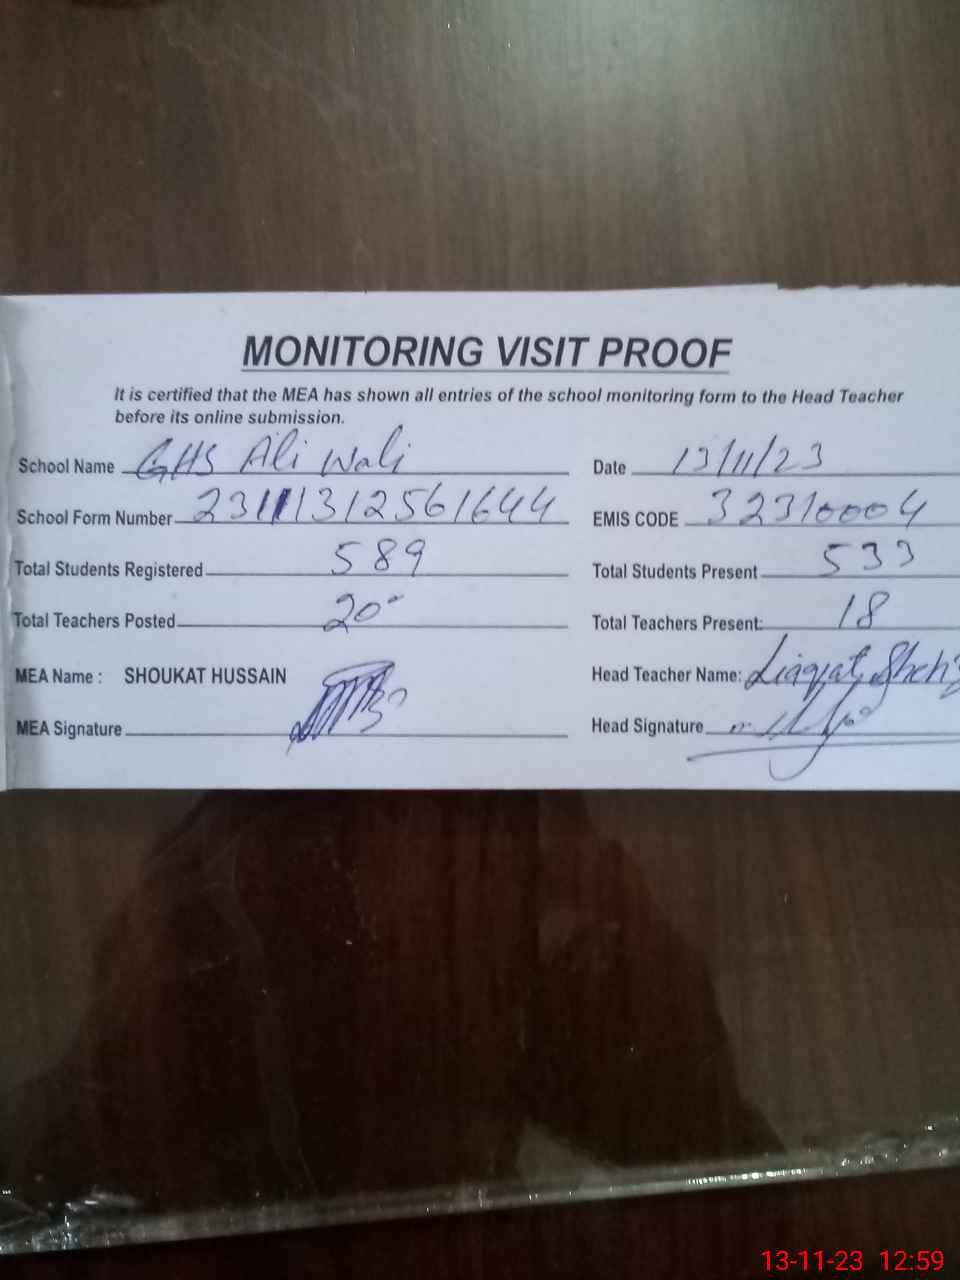 MONITORING VISIT PROOF
It is certified that the MEA has shown all entries of the school monitoring form to the Head Teacher
before its online submission.
School Name GHS Ali Wali Date 13/11/23
School Form Number 23111312561644 EMIS CODE 32310004
Total Students Registered 589 Total Students Present 533
Total Teachers Posted 20 Total Teachers Present: 18
MEA Name : SHOUKAT HUSSAIN Head Teacher Name: Liaqat
MEA Signature Head Signature
13-11-23 12:59